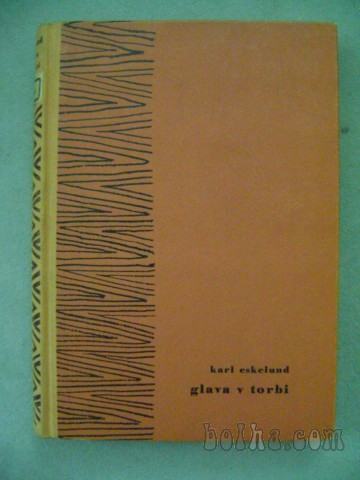 karl eskelund
glava v torbi
bolha.com